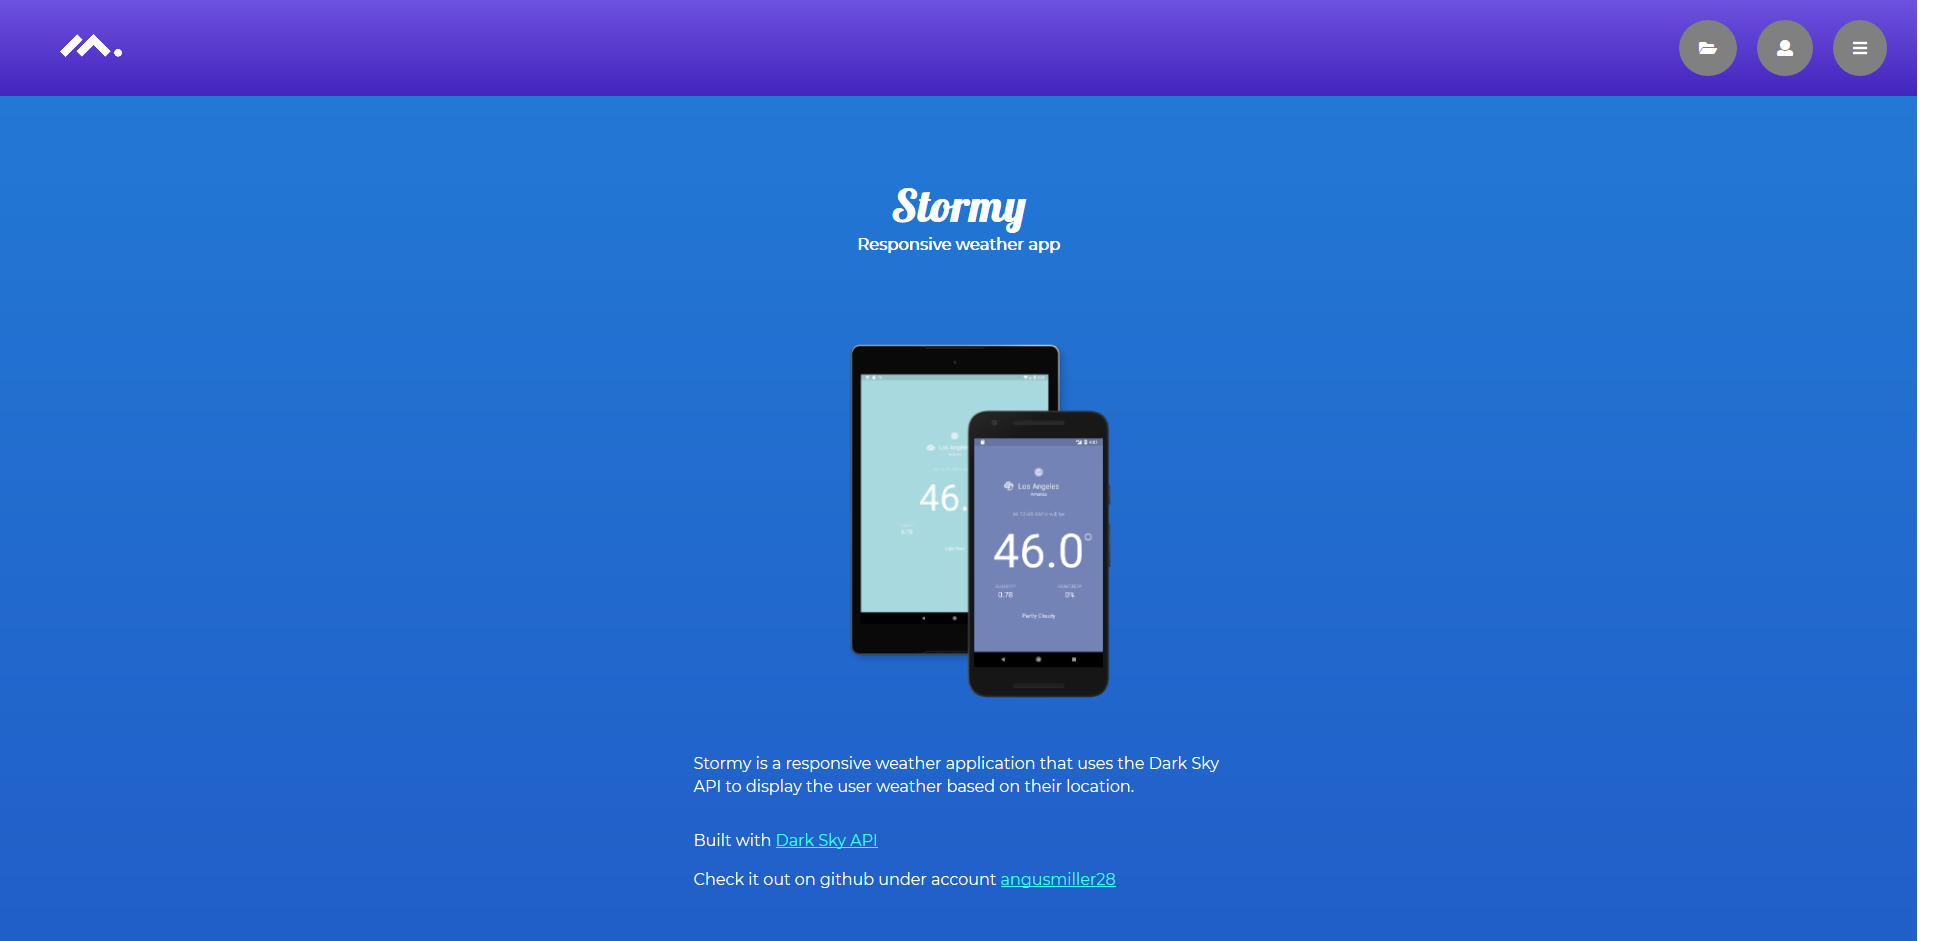 Stormy
Responsive weather app
Los Angeles
46.
46.0°
0.78
0%
Partly Cloudy
Stormy is a responsive weather application that uses the Dark Sky
API to display the user weather based on their location.
Built with Dark Sky API
Check it out on github under account angusmiller28